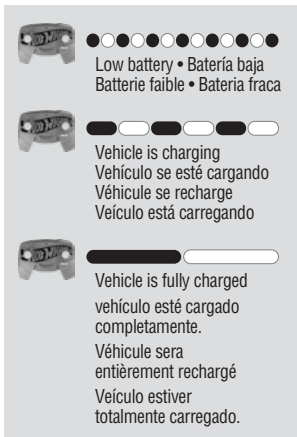 Low battery • Batería baja
Batterie faible • Bateria fraca
Vehicle is charging
Vehículo se esté cargando
Véhicule se recharge
Veículo está carregando
Vehicle is fully charged
vehículo esté cargado
completamente.
Véhicule sera
entièrement rechargé
Veículo estiver
totalmente carregado.